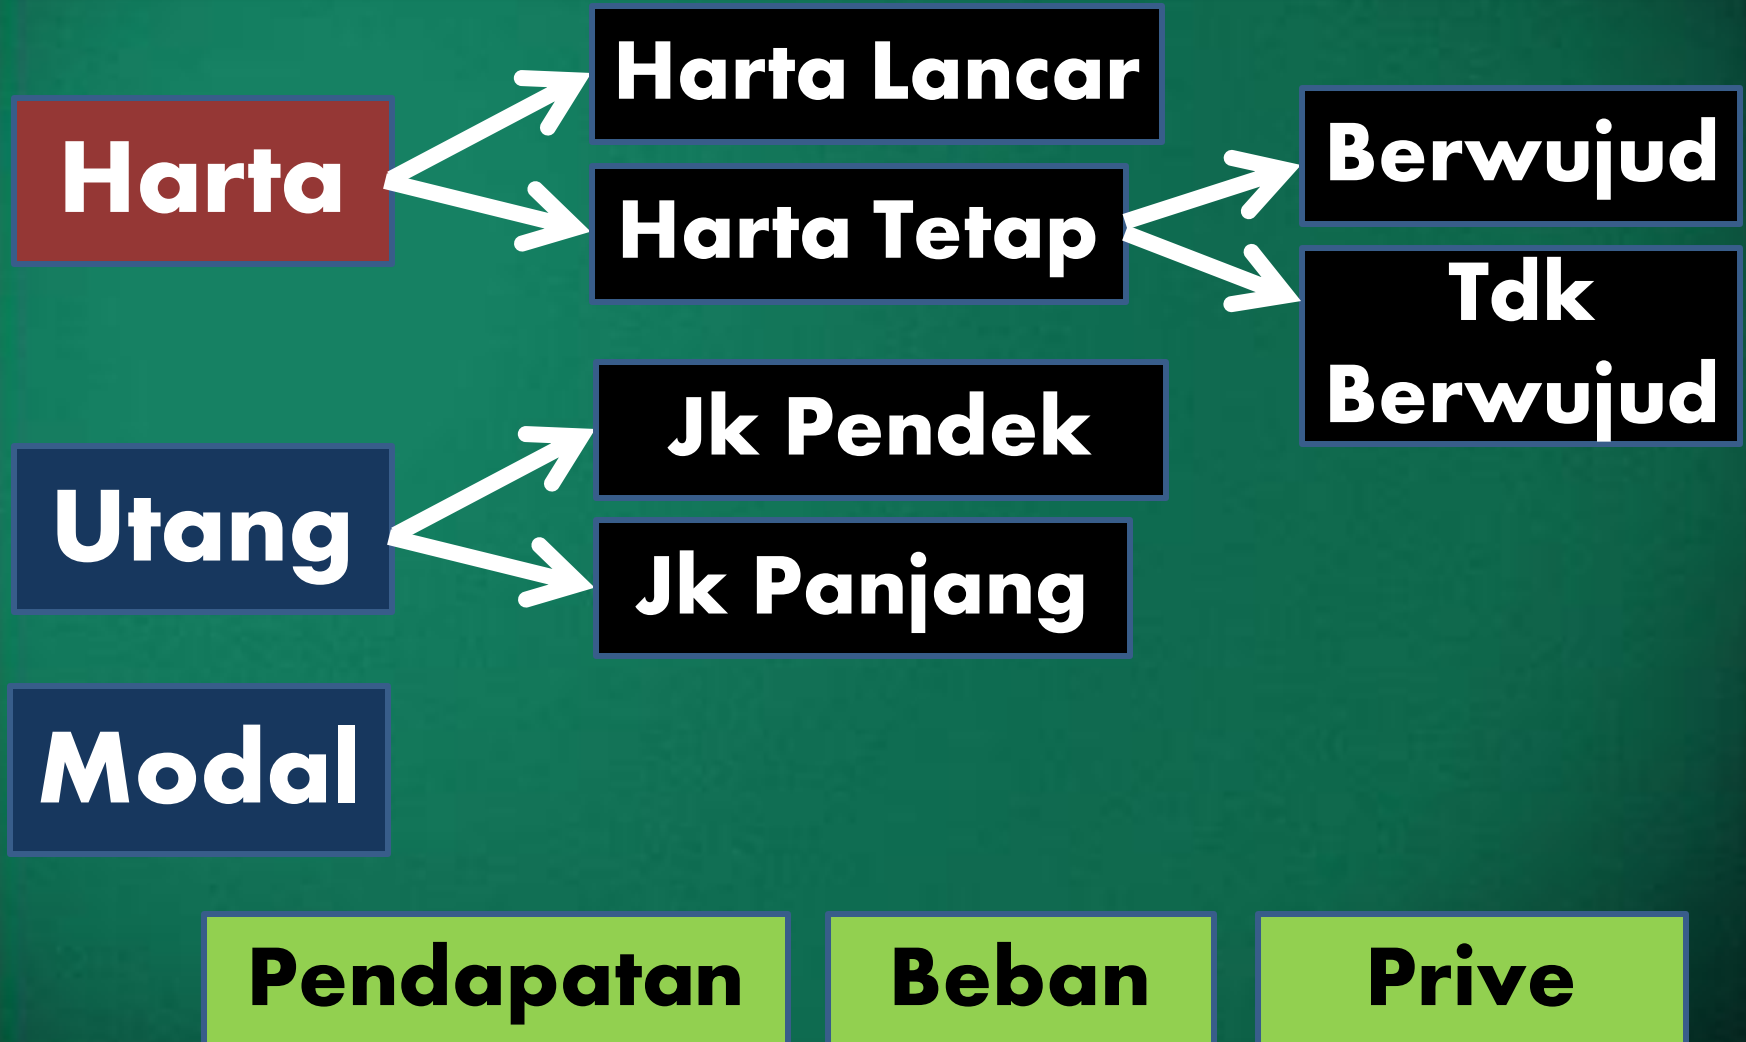 Harta
Harta Lancar
Harta Tetap
Berwujud
Tdk
Berwujud
Utang
Jk Pendek
Jk Panjang
Modal
Pendapatan
Beban
Prive